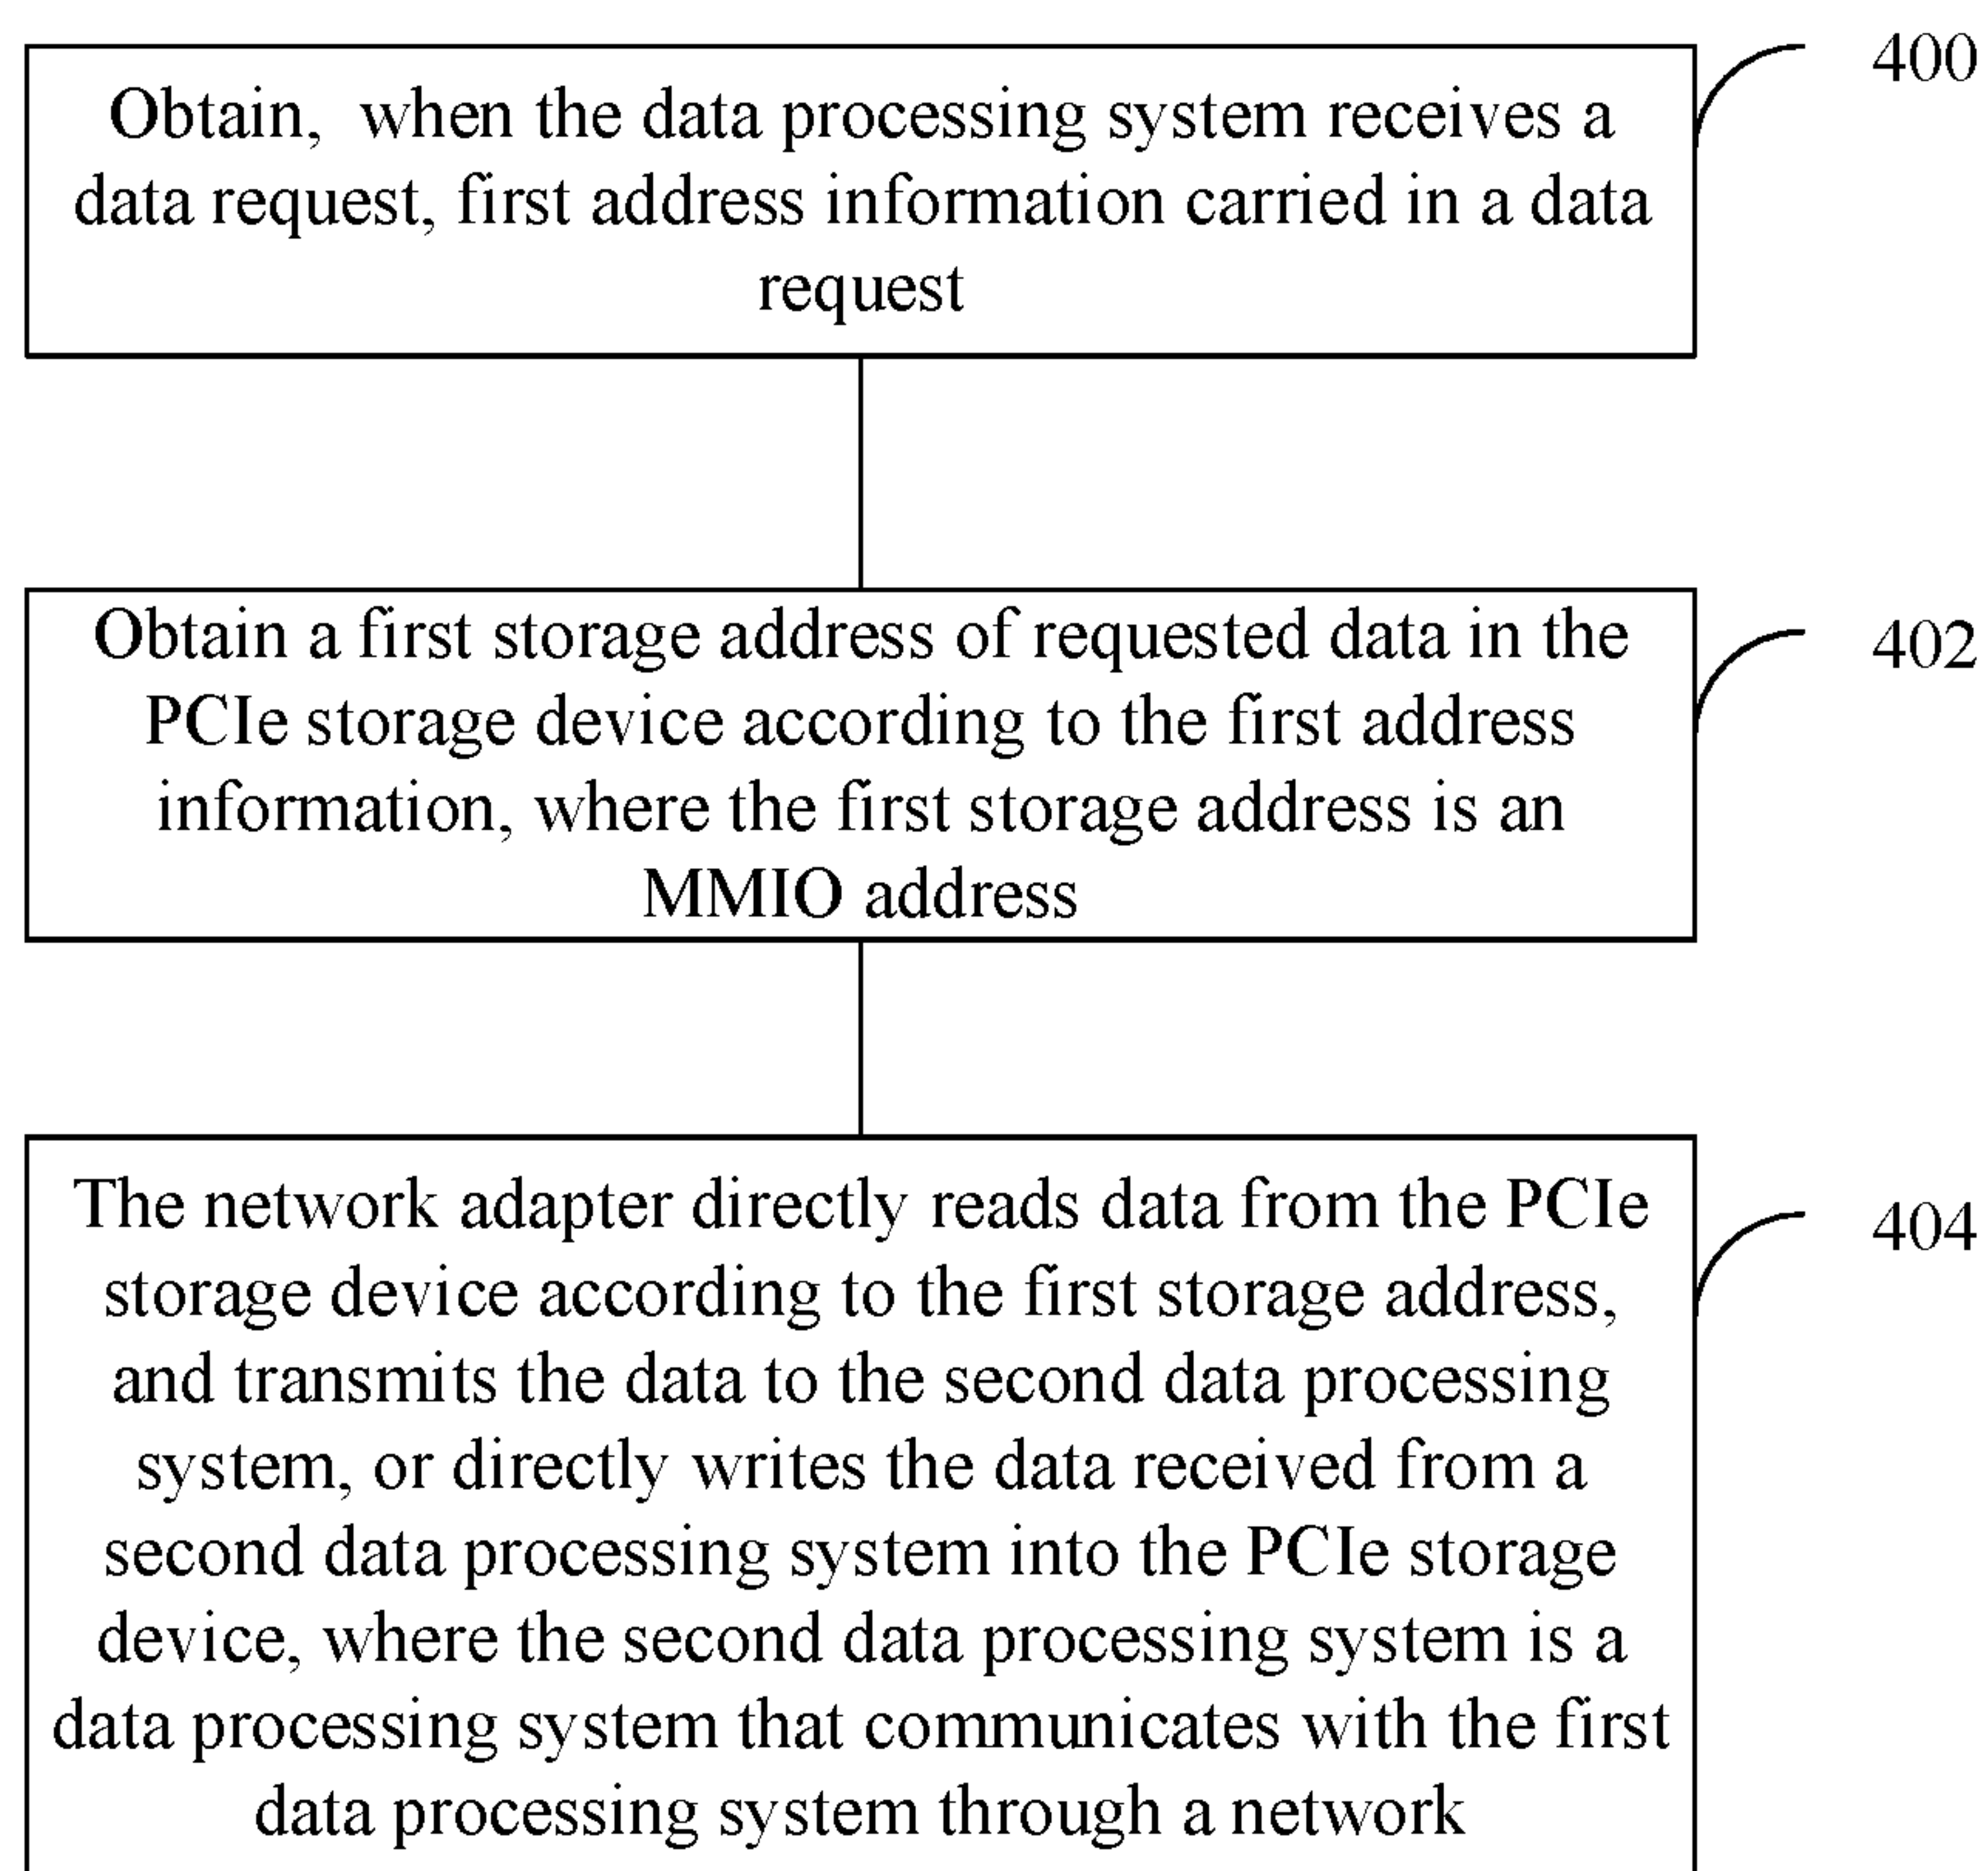 Obtain, when the data processing system receives a
data request, first address information carried in a data
request
400
Obtain a first storage address of requested data in the
PCIe storage device according to the first address
information, where the first storage address is an
MMIO address
402
The network adapter directly reads data from the PCIe
storage device according to the first storage address,
and transmits the data to the second data processing
system, or directly writes the data received from a
second data processing system into the PCIe storage
device, where the second data processing system is a
data processing system that communicates with the first
data processing system through a network
404